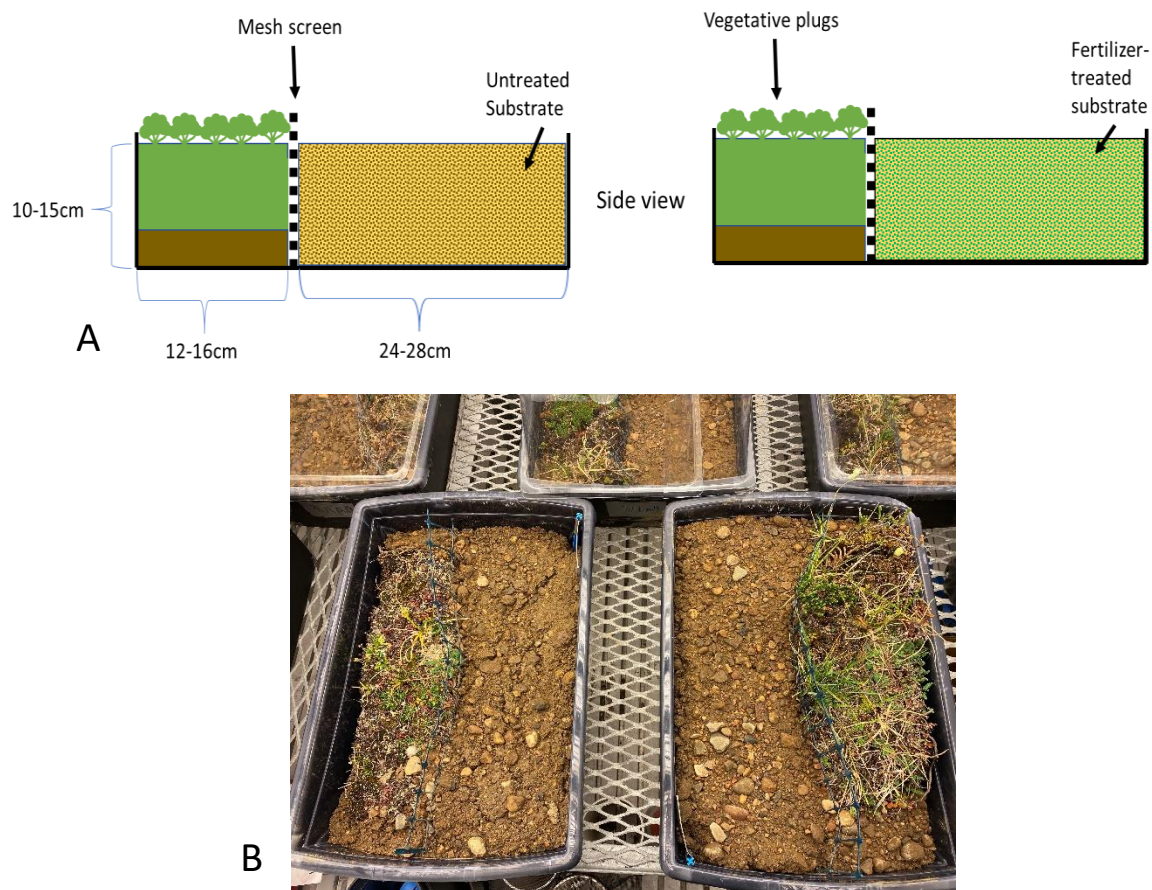 Mesh screen
Vegetative plugs
Untreated
Substrate
Fertilizer-
treated
substrate
10-15cm
Side view
A
12-16cm
24-28cm
B